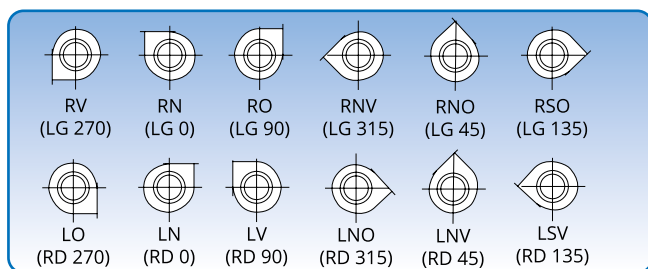 RV RN RO RNV RNO RSO
(LG 270) (LG 0) (LG 90) (LG 315) (LG 45) (LG 135)
LO LN LV LNO LNV LSV
(RD 270) (RD 0) (RD 90) (RD 315) (RD 45) (RD 135)